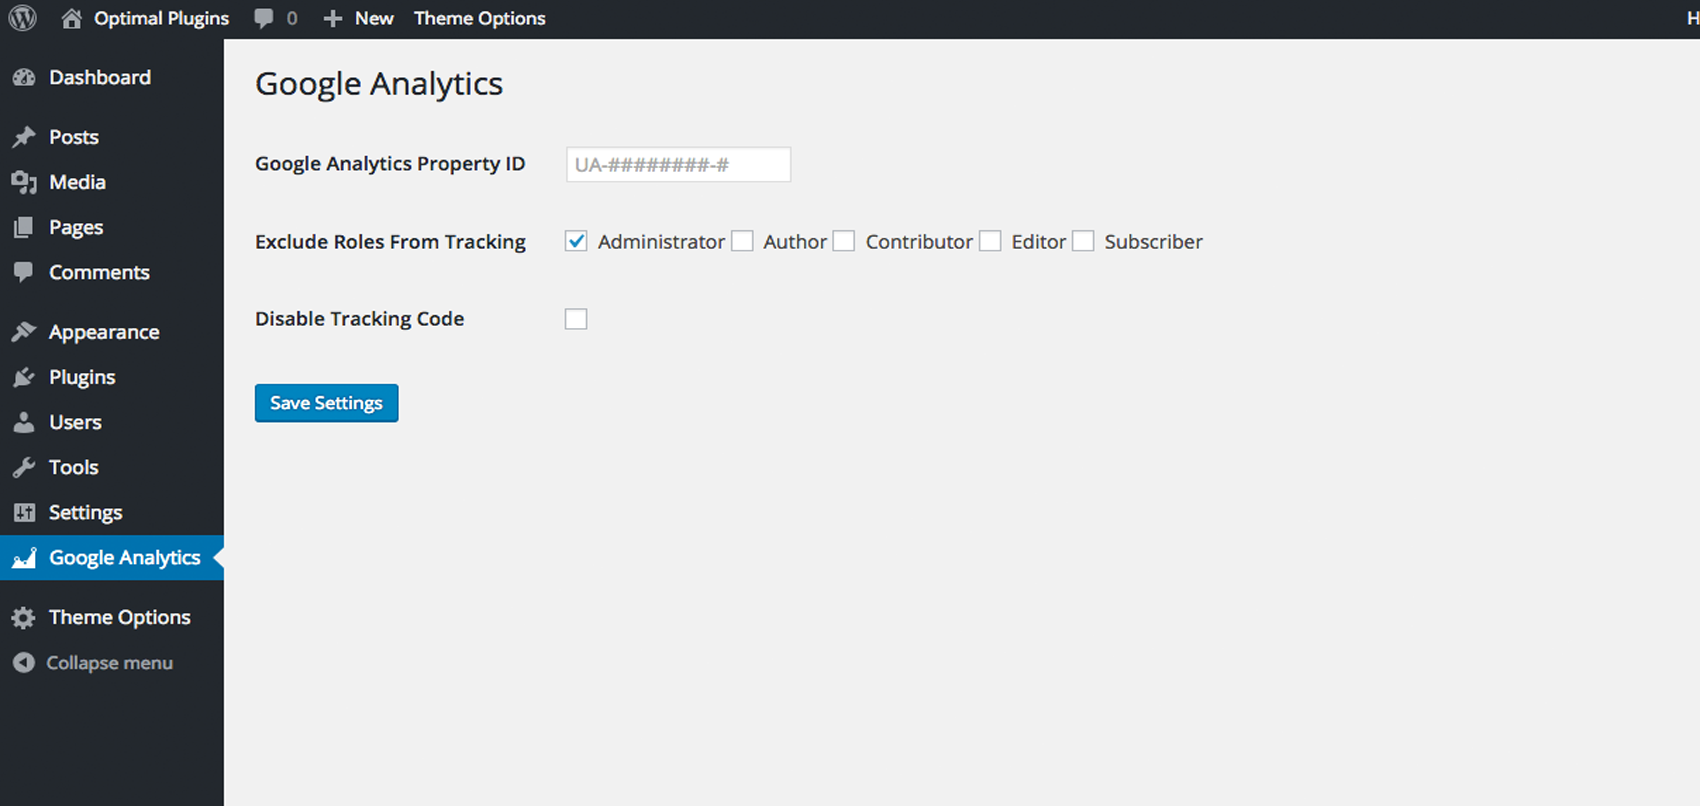 Optimal Plugins 0 New Theme Options H
Dashboard
Posts
Media
Pages
Comments
Appearance
Plugins
Users
Tools
Settings
Google Analytics
Theme Options
Collapse menu
Google Analytics
Google Analytics Property ID UA-########-#
Exclude Roles From Tracking Administrator Author Contributor Editor Subscriber
Disable Tracking Code
Save Settings